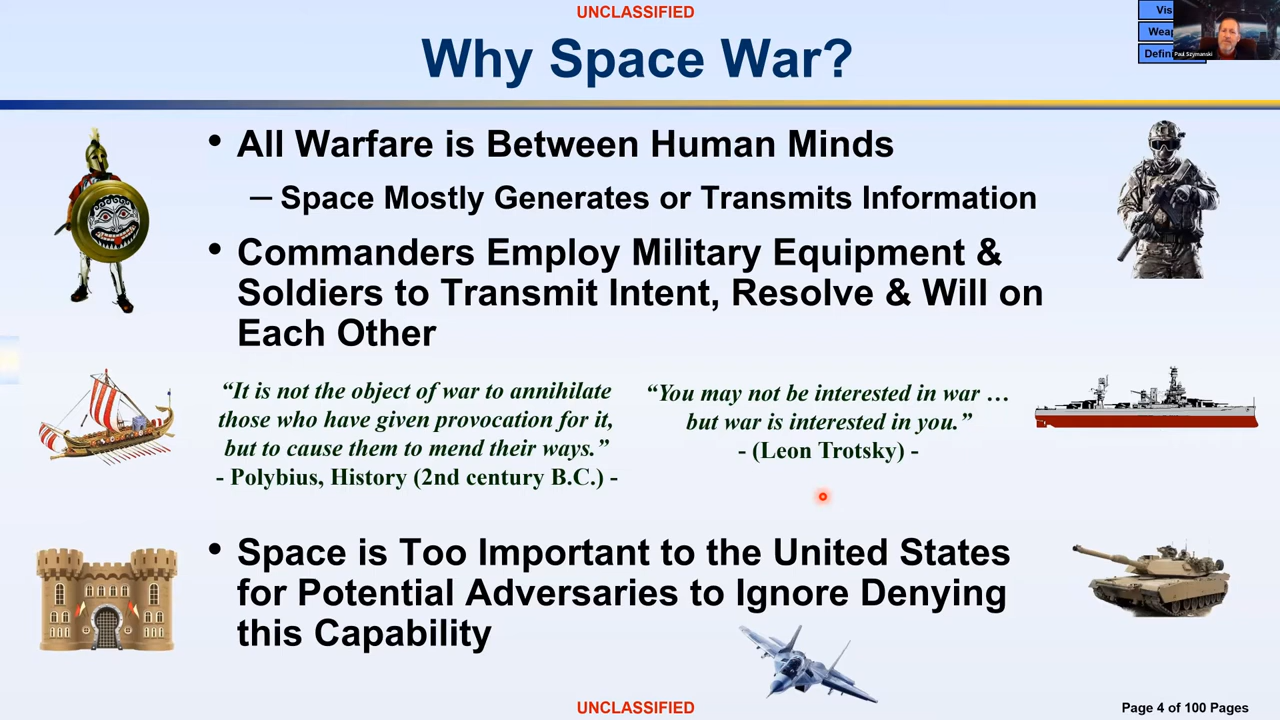 UNCLASSIFIED
Why Space War?
Paul Szymanski
• All Warfare is Between Human Minds
– Space Mostly Generates or Transmits Information
• Commanders Employ Military Equipment &
Soldiers to Transmit Intent, Resolve & Will on
Each Other
“It is not the object of war to annihilate
those who have given provocation for it,
but to cause them to mend their ways.”
- Polybius, History (2nd century B.C.) -
“You may not be interested in war …
but war is interested in you.”
- (Leon Trotsky) -
• Space is Too Important to the United States
for Potential Adversaries to Ignore Denying
this Capability
UNCLASSIFIED
Page 4 of 100 Pages